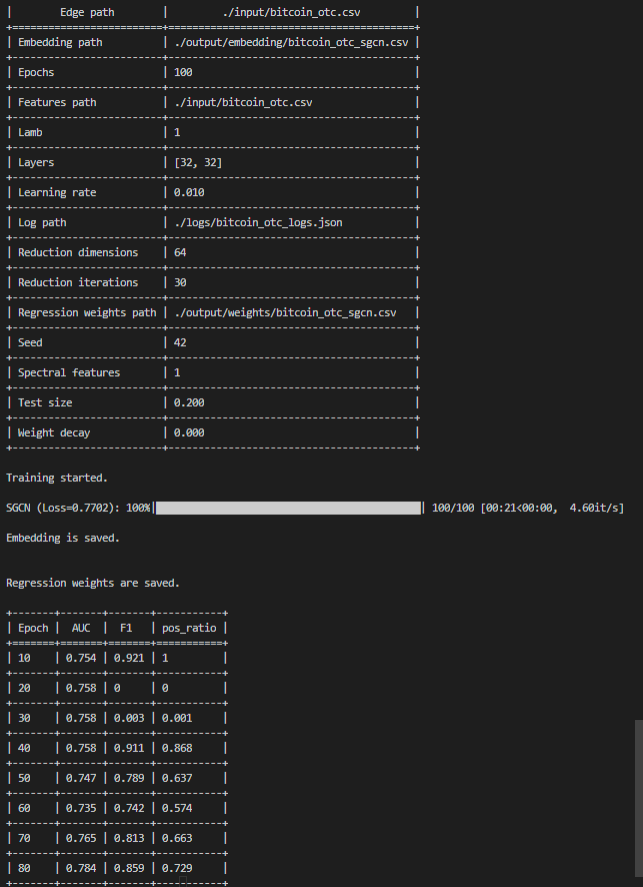 | Edge path | ./input/bitcoin_otc.csv |
+=========================+========================================+
| Embedding path | ./output/embedding/bitcoin_otc_sgcn.csv |
+-------------------------+----------------------------------------+
| Epochs | 100 |
+-------------------------+----------------------------------------+
| Features path | ./input/bitcoin_otc.csv |
+-------------------------+----------------------------------------+
| Lamb | 1 |
+-------------------------+----------------------------------------+
| Layers | [32, 32] |
+-------------------------+----------------------------------------+
| Learning rate | 0.010 |
+-------------------------+----------------------------------------+
| Log path | ./logs/bitcoin_otc_logs.json |
+-------------------------+----------------------------------------+
| Reduction dimensions | 64 |
+-------------------------+----------------------------------------+
| Reduction iterations | 30 |
+-------------------------+----------------------------------------+
| Regression weights path | ./output/weights/bitcoin_otc_sgcn.csv |
+-------------------------+----------------------------------------+
| Seed | 42 |
+-------------------------+----------------------------------------+
| Spectral features | 1 |
+-------------------------+----------------------------------------+
| Test size | 0.200 |
+-------------------------+----------------------------------------+
| Weight decay | 0.000 |
+-------------------------+----------------------------------------+
Training started.
SGCN (Loss=0.7702): 100%| | 100/100 [00:21<00:00, 4.60it/s]
Embedding is saved.
Regression weights are saved.
+-------+-------+-------+-----------+
| Epoch | AUC | F1 | pos_ratio |
+=======+=======+=======+===========+
| 10 | 0.754 | 0.921 | 1 |
+-------+-------+-------+-----------+
| 20 | 0.758 | 0 | 0 |
+-------+-------+-------+-----------+
| 30 | 0.758 | 0.003 | 0.001 |
+-------+-------+-------+-----------+
| 40 | 0.758 | 0.911 | 0.868 |
+-------+-------+-------+-----------+
| 50 | 0.747 | 0.789 | 0.637 |
+-------+-------+-------+-----------+
| 60 | 0.735 | 0.742 | 0.574 |
+-------+-------+-------+-----------+
| 70 | 0.765 | 0.813 | 0.663 |
+-------+-------+-------+-----------+
| 80 | 0.784 | 0.859 | 0.729 |
+-------+-------+-------+-----------+